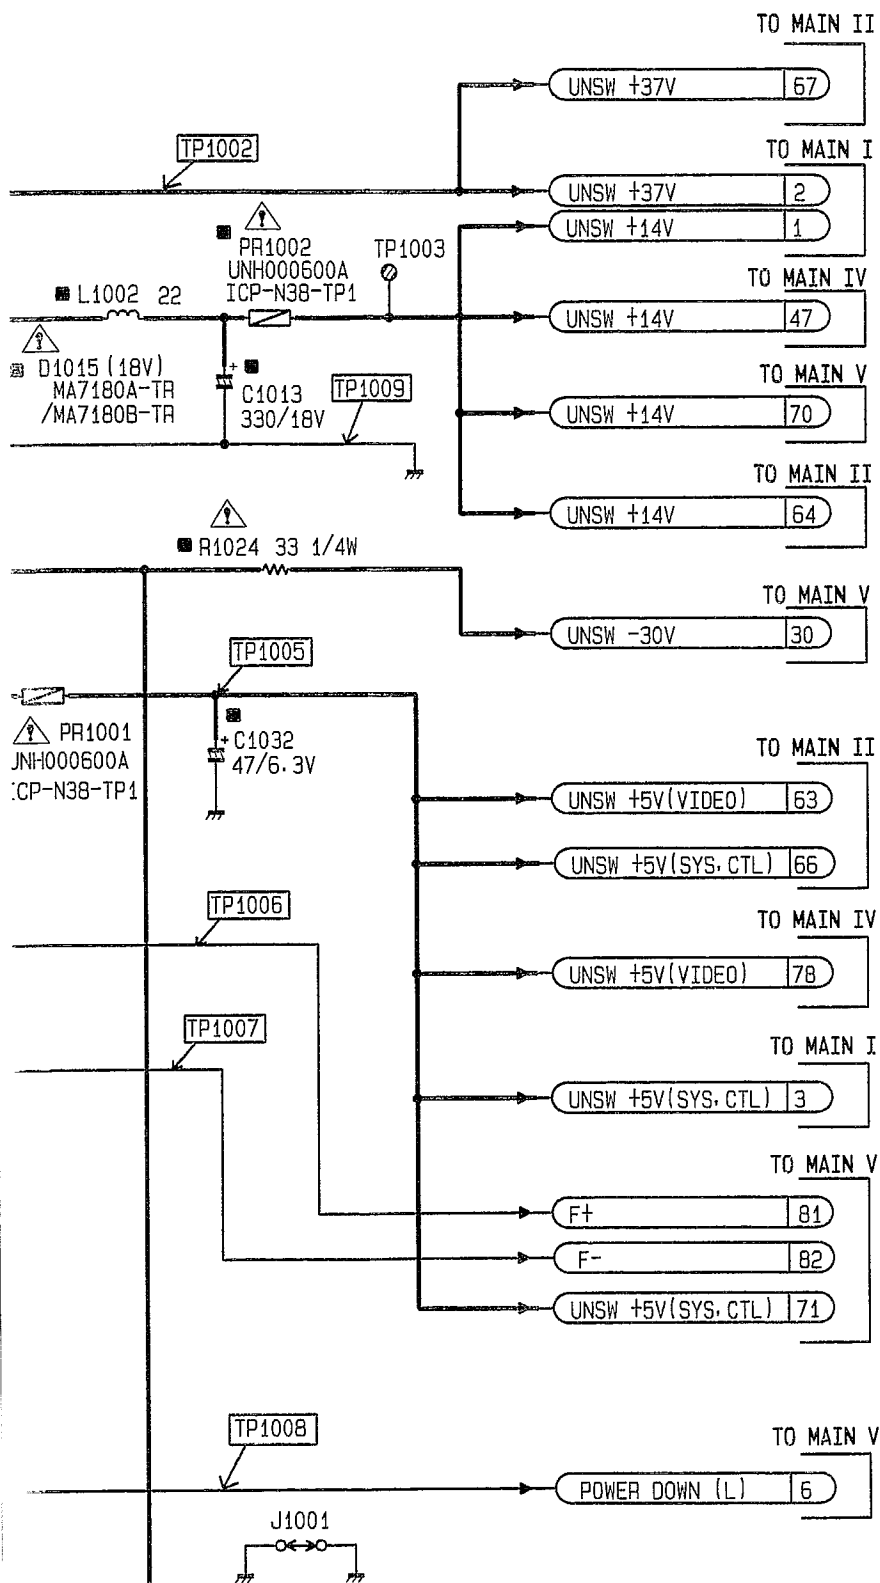 TO MAIN II
UNSW +37V 67
TP1002
TO MAIN I
UNSW +37V 2
UNSW +14V 1
PR1002
UNH000600A
ICP-N38-TP1
TP1003
TO MAIN IV
L1002 22
UNSW +14V 47
D1015 (18V)
MA7180A-TR
/MA7180B-TR
+
C1013
330/18V
TP1009
TO MAIN V
UNSW +14V 70
TO MAIN II
UNSW +14V 64
R1024 33 1/4W
TO MAIN V
UNSW -30V 30
TP1005
PR1001
UNH000600A
ICP-N38-TP1
+
C1032
47/6.3V
TO MAIN II
UNSW +5V(VIDEO) 63
UNSW +5V(SYS.CTL) 66
TP1006
TO MAIN IV
UNSW +5V(VIDEO) 78
TP1007
TO MAIN I
UNSW +5V(SYS.CTL) 3
TO MAIN V
F+ 81
F- 82
UNSW +5V(SYS.CTL) 71
TP1008
TO MAIN V
POWER DOWN (L) 6
J1001